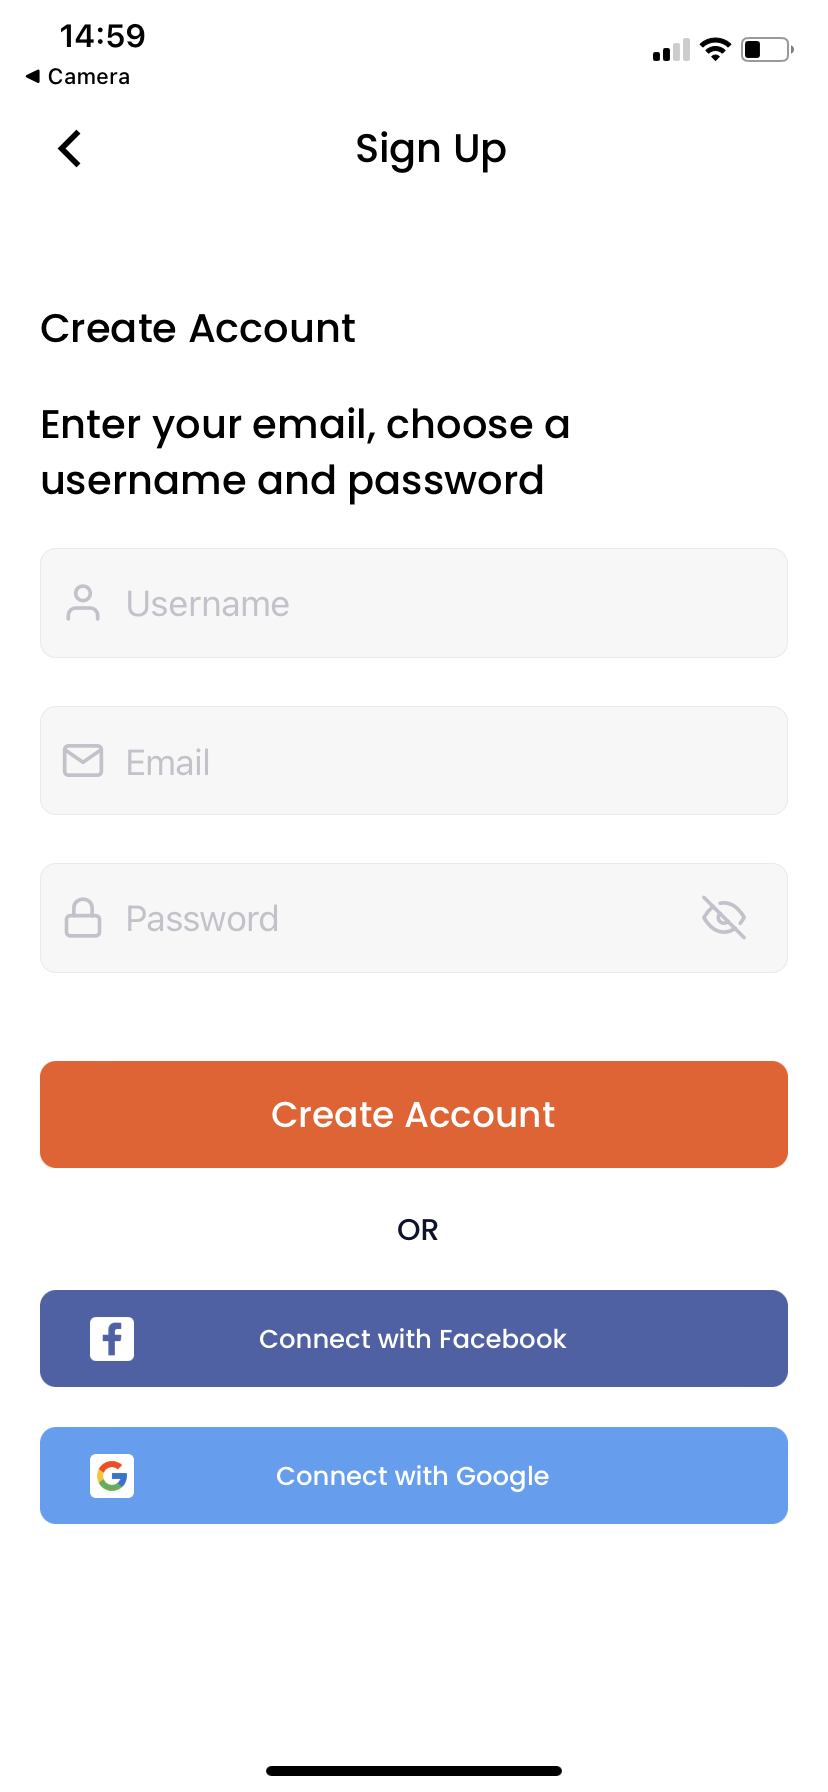 14:59
◀ Camera
Sign Up
Create Account
Enter your email, choose a
username and password
Username
Email
Password
Create Account
OR
Connect with Facebook
Connect with Google